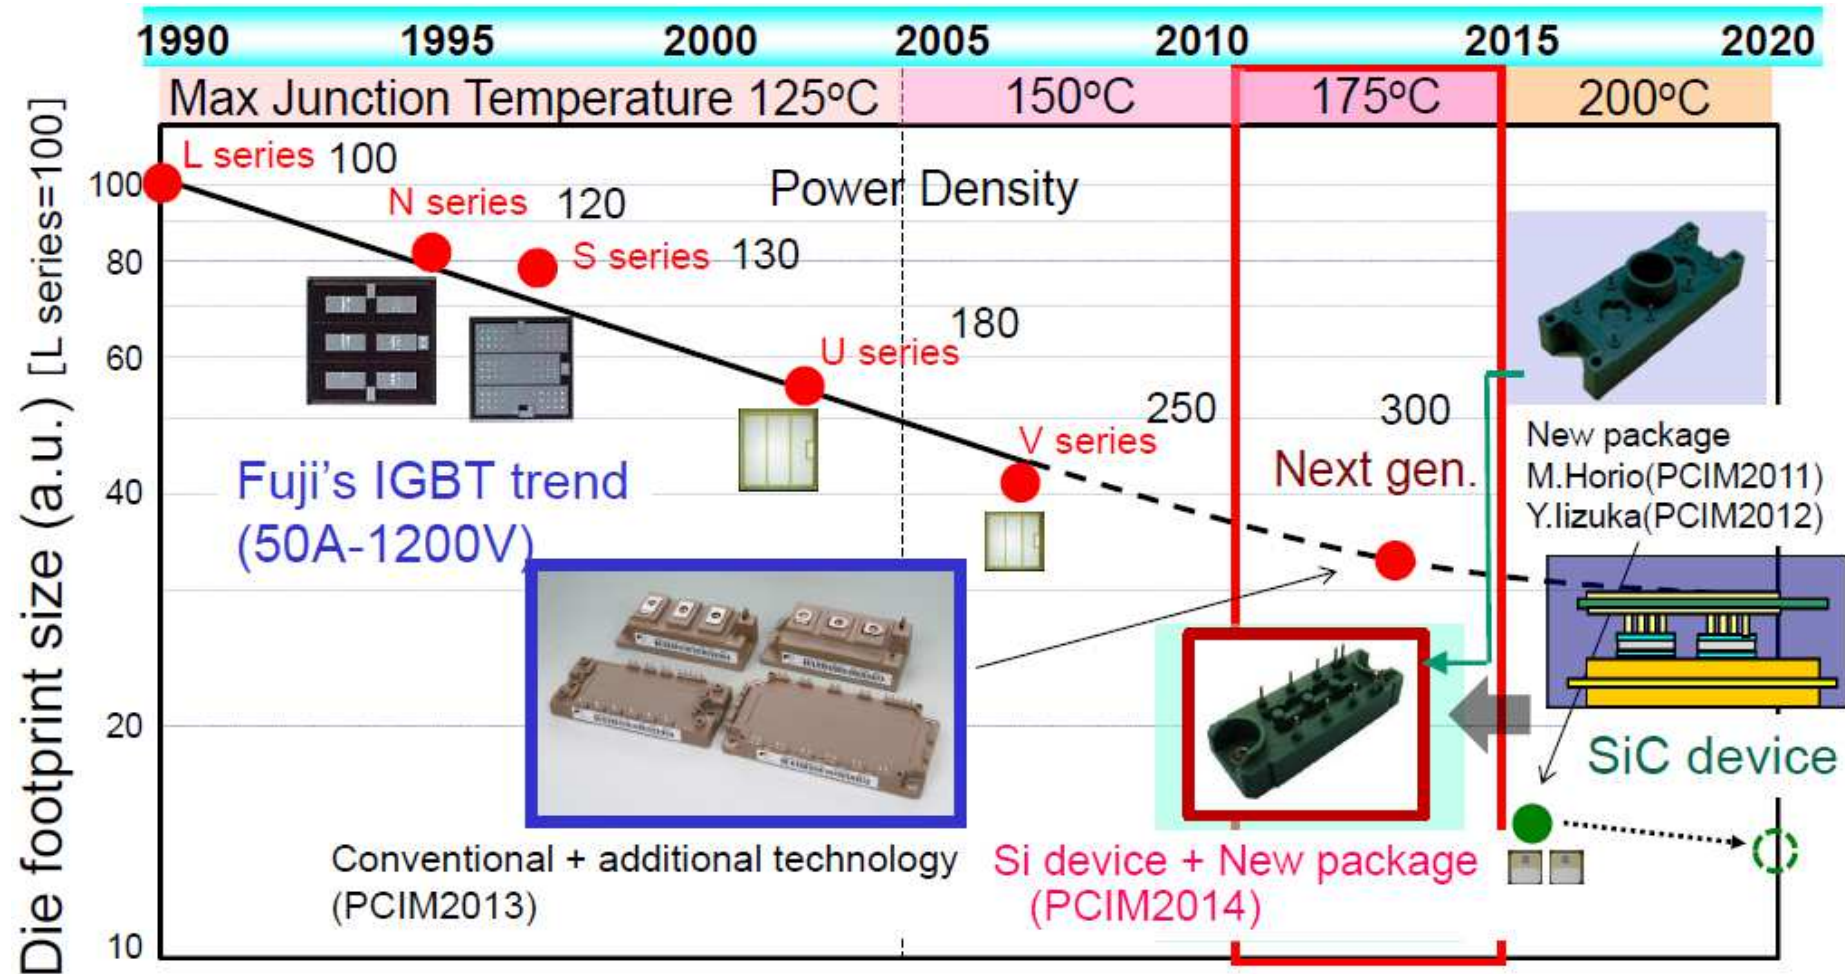 1990 1995 2000 2005 2010 2015 2020
Max Junction Temperature 125°C 150°C 175°C 200°C
Die footprint size (a.u.) [L series=100]
100
80
60
40
20
10
L series 100
N series 120
S series 130
Power Density
U series 180
V series 250
Next gen. 300
Fuji's IGBT trend
(50A-1200V)
New package
M.Horio(PCIM2011)
Y.Iizuka(PCIM2012)
SiC device
Conventional + additional technology
(PCIM2013)
Si device + New package
(PCIM2014)